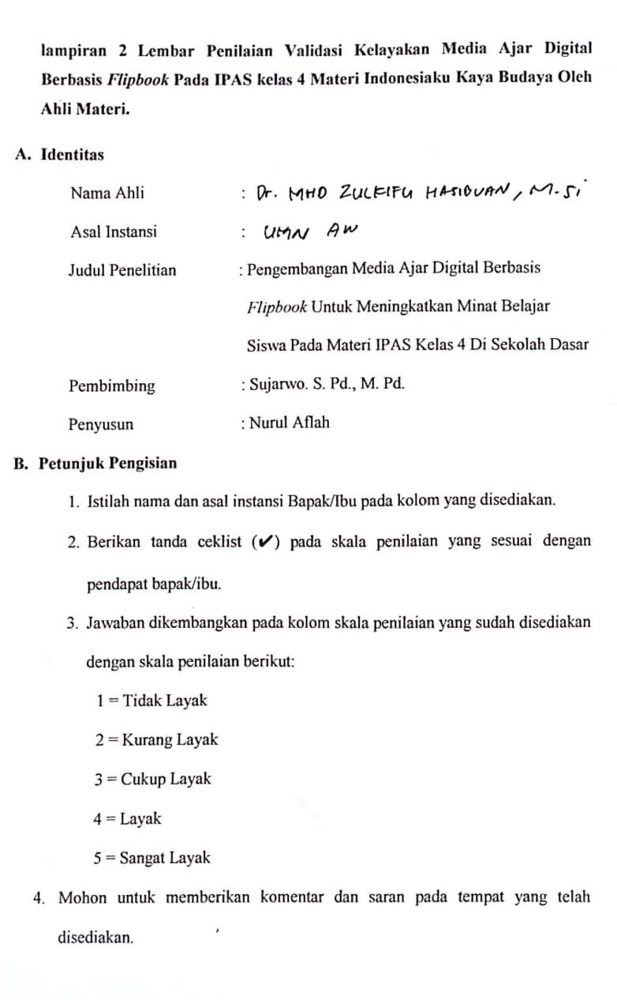 lampiran 2 Lembar Penilaian Validasi Kelayakan Media Ajar Digital
Berbasis Flipbook Pada IPAS kelas 4 Materi Indonesiaku Kaya Budaya Oleh
Ahli Materi.
A. Identitas
Nama Ahli : Dr. MHD ZULKIFLI HASIBUAN, M.Si
Asal Instansi : UMN AW
Judul Penelitian : Pengembangan Media Ajar Digital Berbasis
Flipbook Untuk Meningkatkan Minat Belajar
Siswa Pada Materi IPAS Kelas 4 Di Sekolah Dasar
Pembimbing : Sujarwo. S. Pd., M. Pd.
Penyusun : Nurul Aflah
B. Petunjuk Pengisian
1. Istilah nama dan asal instansi Bapak/Ibu pada kolom yang disediakan.
2. Berikan tanda ceklist (✔) pada skala penilaian yang sesuai dengan
pendapat bapak/ibu.
3. Jawaban dikembangkan pada kolom skala penilaian yang sudah disediakan
dengan skala penilaian berikut:
1 = Tidak Layak
2 = Kurang Layak
3 = Cukup Layak
4 = Layak
5 = Sangat Layak
4. Mohon untuk memberikan komentar dan saran pada tempat yang telah
disediakan.